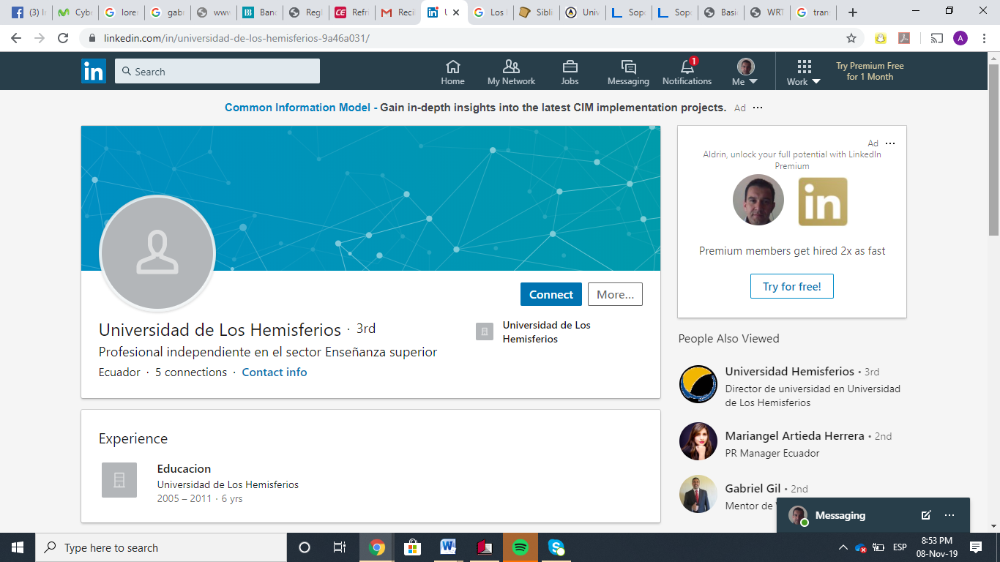 (3) I
Cybe
lorer
gabr
www
Banc
Regl
Refr
Reci
Los
Sibli
Univ
Sopo
Sopo
Basic
WRT
tran
linkedin.com/in/universidad-de-los-hemisferios-9a46a031/
A
in
Search
Home
My Network
Jobs
Messaging
1
Notifications
Me
Work
Try Premium Free
for 1 Month
Common Information Model - Gain in-depth insights into the latest CIM implementation projects. Ad ...
Connect
More...
Universidad de Los Hemisferios · 3rd
Profesional independiente en el sector Enseñanza superior
Ecuador · 5 connections · Contact info
Universidad de Los
Hemisferios
Experience
Educacion
Universidad de Los Hemisferios
2005 – 2011 · 6 yrs
Ad ...
Aldrin, unlock your full potential with LinkedIn
Premium
in
Premium members get hired 2x as fast
Try for free!
People Also Viewed
Universidad Hemisferios • 3rd
Director de universidad en Universidad
de Los Hemisferios
Mariangel Artieda Herrera • 2nd
PR Manager Ecuador
Gabriel Gil • 2nd
Mentor de
Messaging
Type here to search
ESP
8:53 PM
08-Nov-19